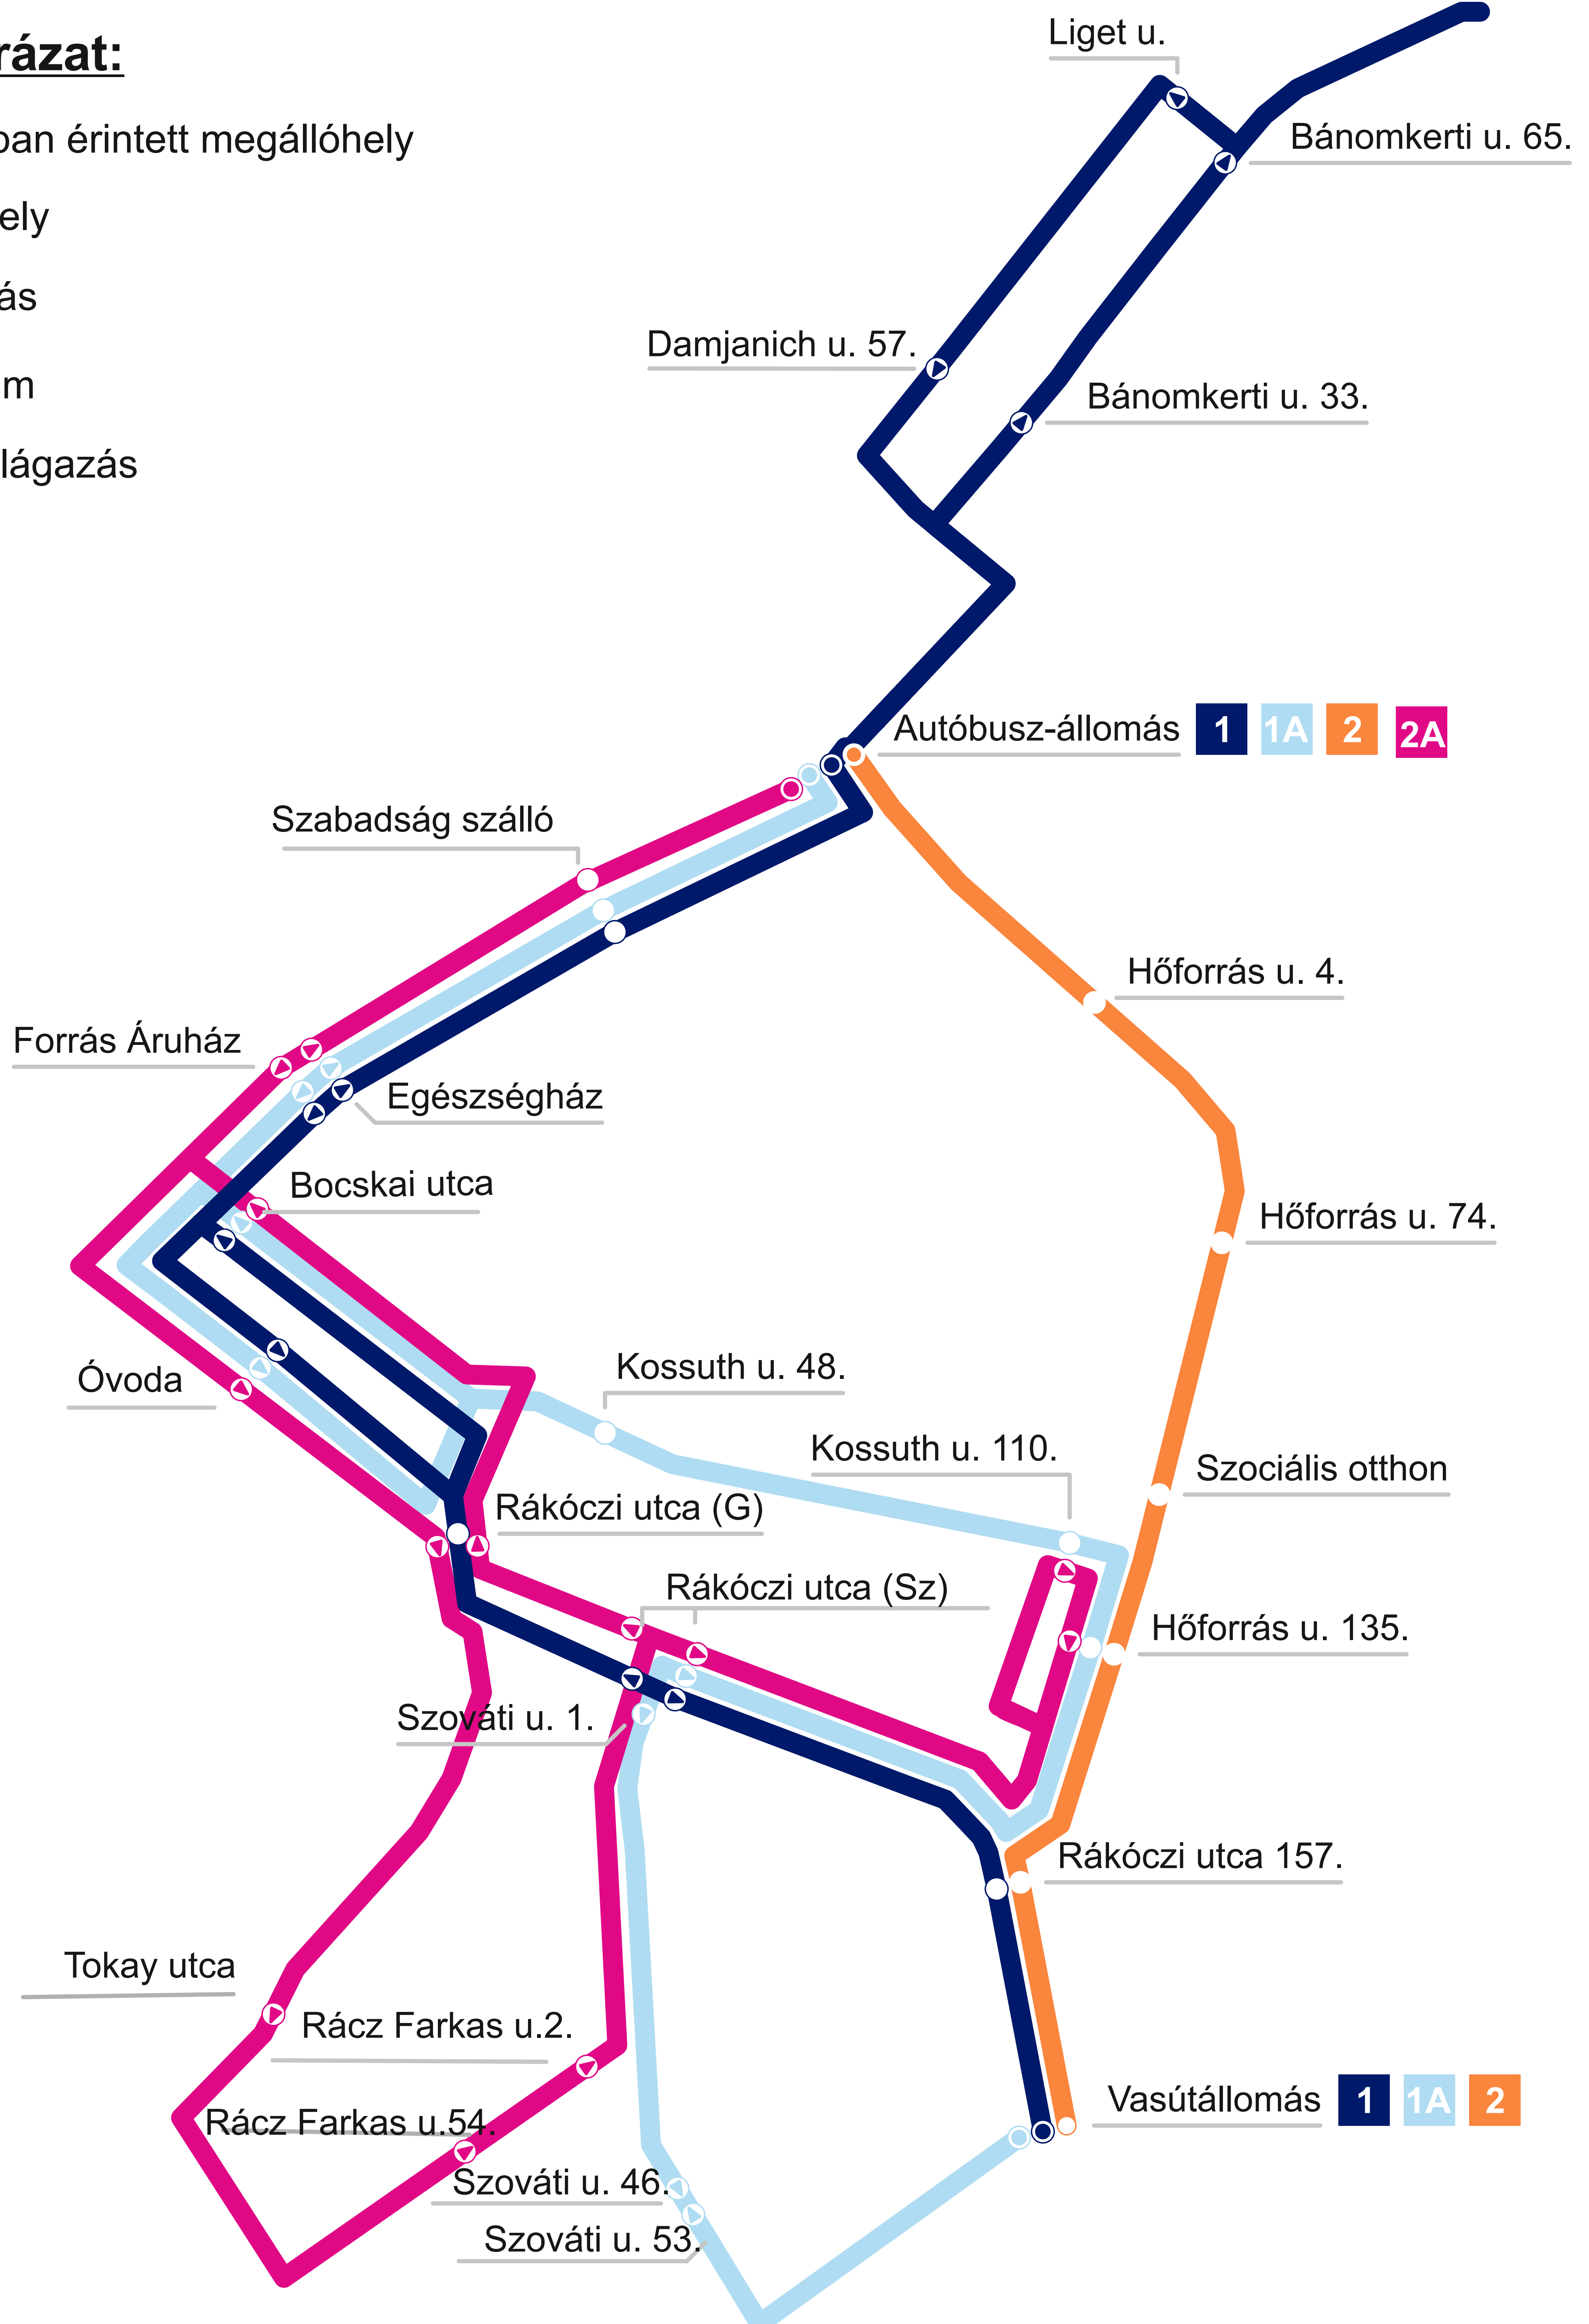 rázat:
ban érintett megállóhely
ely
ás
m
lágazás
Liget u.
Bánomkerti u. 65.
Damjanich u. 57.
Bánomkerti u. 33.
Autóbusz-állomás 1 1A 2 2A
Szabadság szálló
Hőforrás u. 4.
Forrás Áruház
Egészségház
Bocskai utca
Hőforrás u. 74.
Óvoda
Kossuth u. 48.
Kossuth u. 110.
Szociális otthon
Rákóczi utca (G)
Rákóczi utca (Sz)
Hőforrás u. 135.
Szováti u. 1.
Rákóczi utca 157.
Tokay utca
Rácz Farkas u.2.
Vasútállomás 1 1A 2
Rácz Farkas u.54.
Szováti u. 46.
Szováti u. 53.